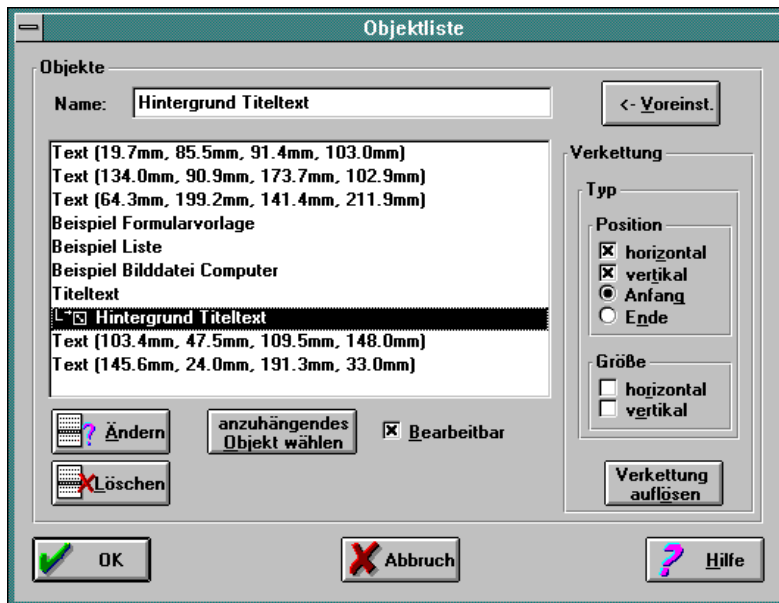 Objektliste
Objekte
Name:
Hintergrund Titeltext
<- Voreinst.
Text (19.7mm, 85.5mm, 91.4mm, 103.0mm)
Text (134.0mm, 90.9mm, 173.7mm, 102.9mm)
Text (64.3mm, 199.2mm, 141.4mm, 211.9mm)
Beispiel Formularvorlage
Beispiel Liste
Beispiel Bilddatei Computer
Titeltext
Hintergrund Titeltext
Text (103.4mm, 47.5mm, 109.5mm, 148.0mm)
Text (145.6mm, 24.0mm, 191.3mm, 33.0mm)
Verkettung
Typ
Position
horizontal
vertikal
Anfang
Ende
Größe
horizontal
vertikal
Ändern
anzuhängendes
Objekt wählen
Bearbeitbar
Löschen
Verkettung
auflösen
OK
Abbruch
Hilfe